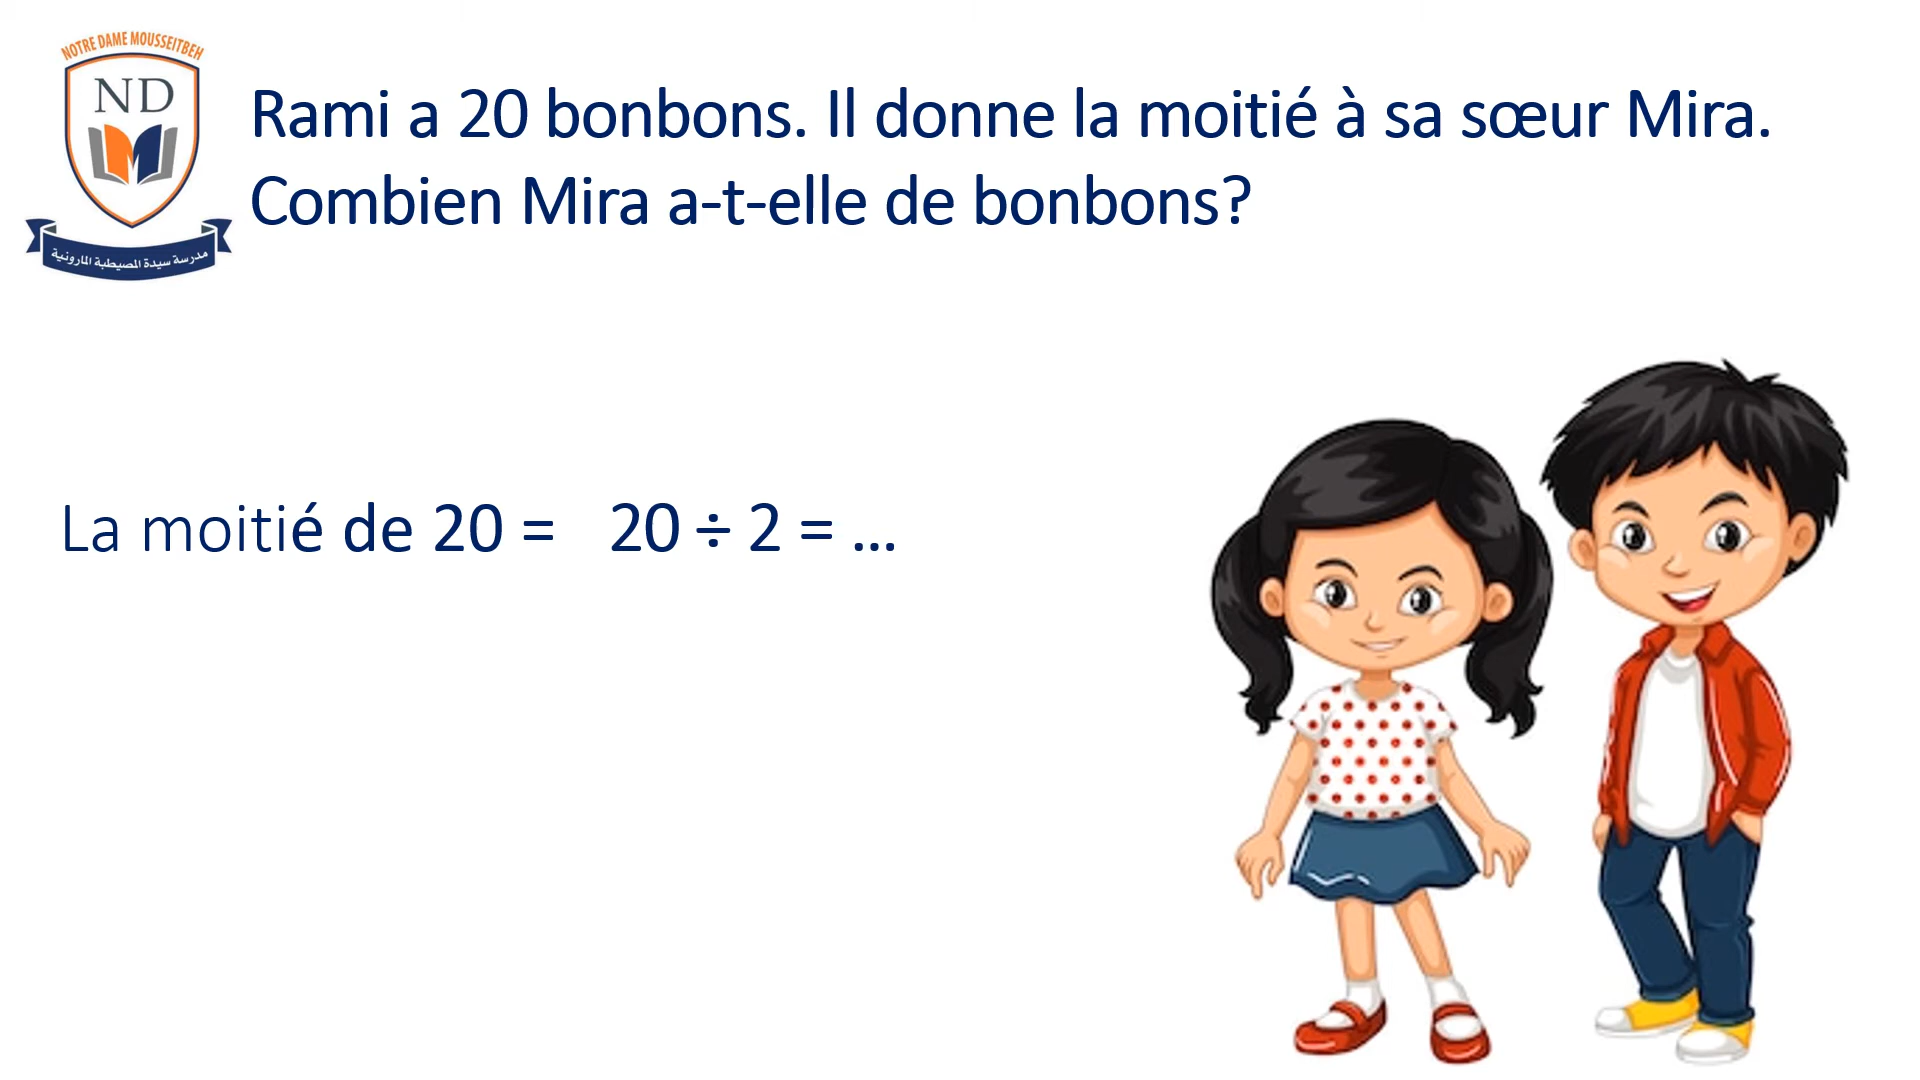 NOTRE DAME MOUSSEITBEH
ND
مدرسة سيدة المصيطبة المارونية
Rami a 20 bonbons. Il donne la moitié à sa sœur Mira.
Combien Mira a-t-elle de bonbons?
La moitié de 20 = 20 ÷ 2 = ...